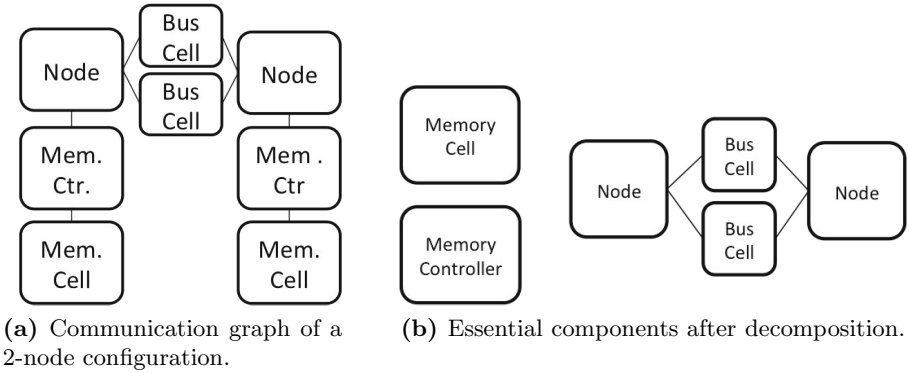 Bus
Cell
Node
Node
Bus
Cell
Mem.
Ctr.
Mem .
Ctr
Mem.
Cell
Mem.
Cell
(a) Communication graph of a
2-node configuration.
Memory
Cell
Memory
Controller
Node
Bus
Cell
Bus
Cell
Node
(b) Essential components after decomposition.